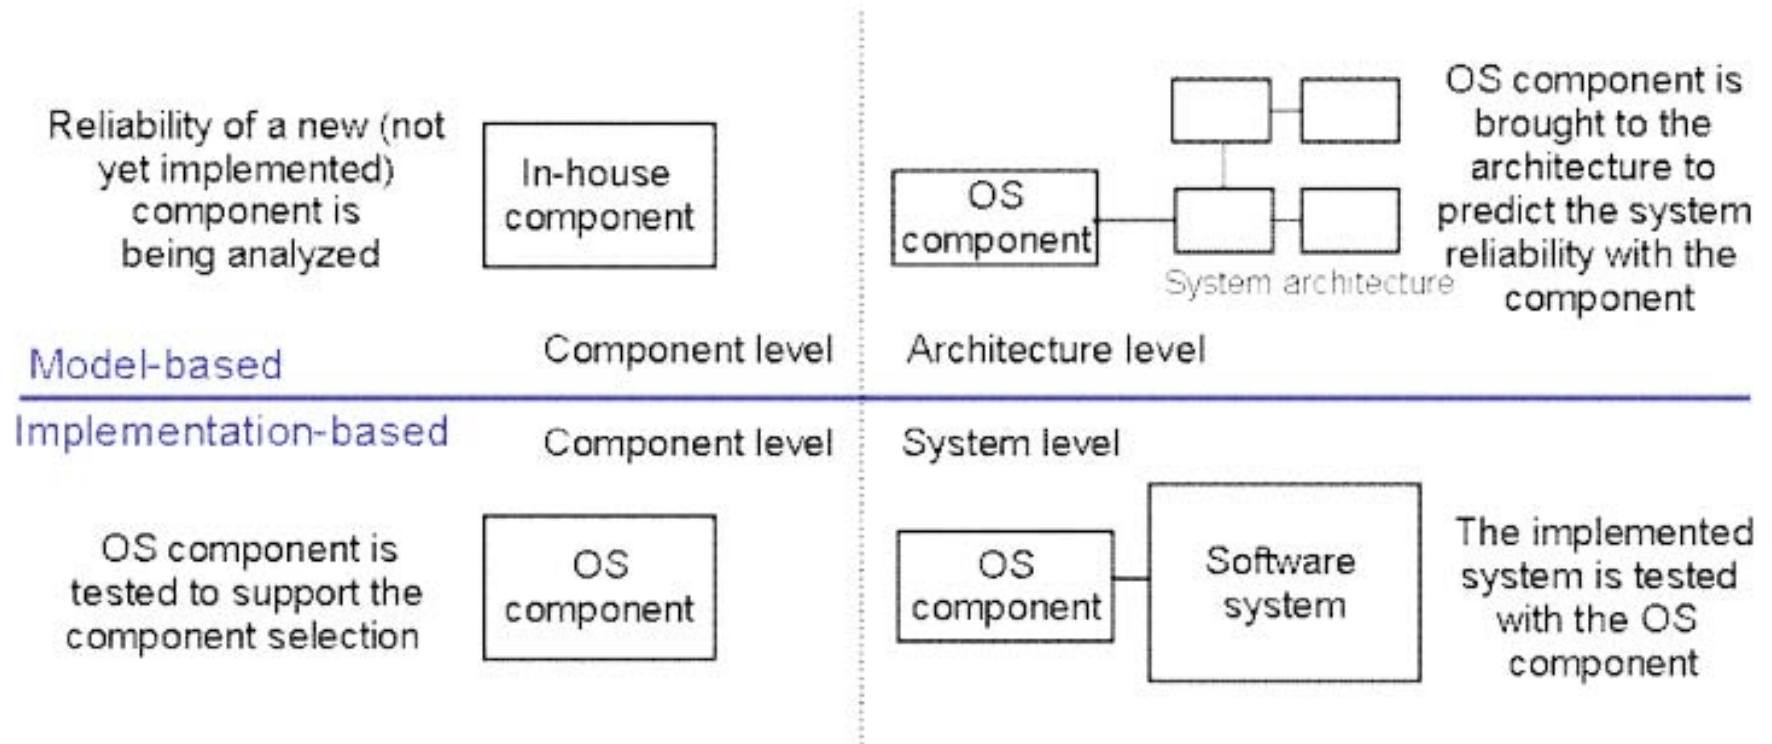 Reliability of a new (not
yet implemented)
component is
being analyzed
In-house
component
OS
component
System architecture
OS component is
brought to the
architecture to
predict the system
reliability with the
component
Model-based
Component level
Architecture level
Implementation-based
Component level
System level
OS component is
tested to support the
component selection
OS
component
OS
component
Software
system
The implemented
system is tested
with the OS
component